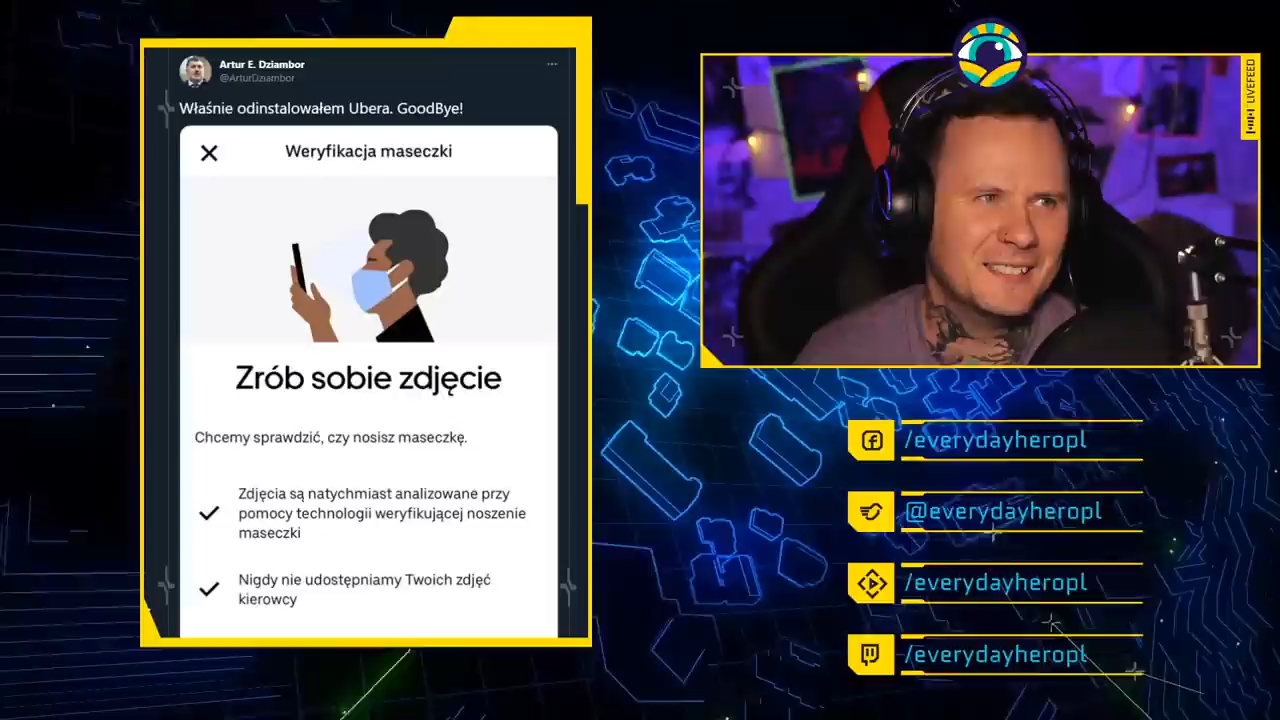 Artur E. Dziambor
@ArturDziambor
Właśnie odinstalowałem Ubera. GoodBye!
Weryfikacja maseczki
Zrób sobie zdjęcie
Chcemy sprawdzić, czy nosisz maseczkę.
Zdjęcia są natychmiast analizowane przy
pomocy technologii weryfikującej noszenie
maseczki
Nigdy nie udostępniamy Twoich zdjęć
kierowcy
LIVEFEED
/everydayheropl
@everydayheropl
/everydayheropl
/everydayheropl